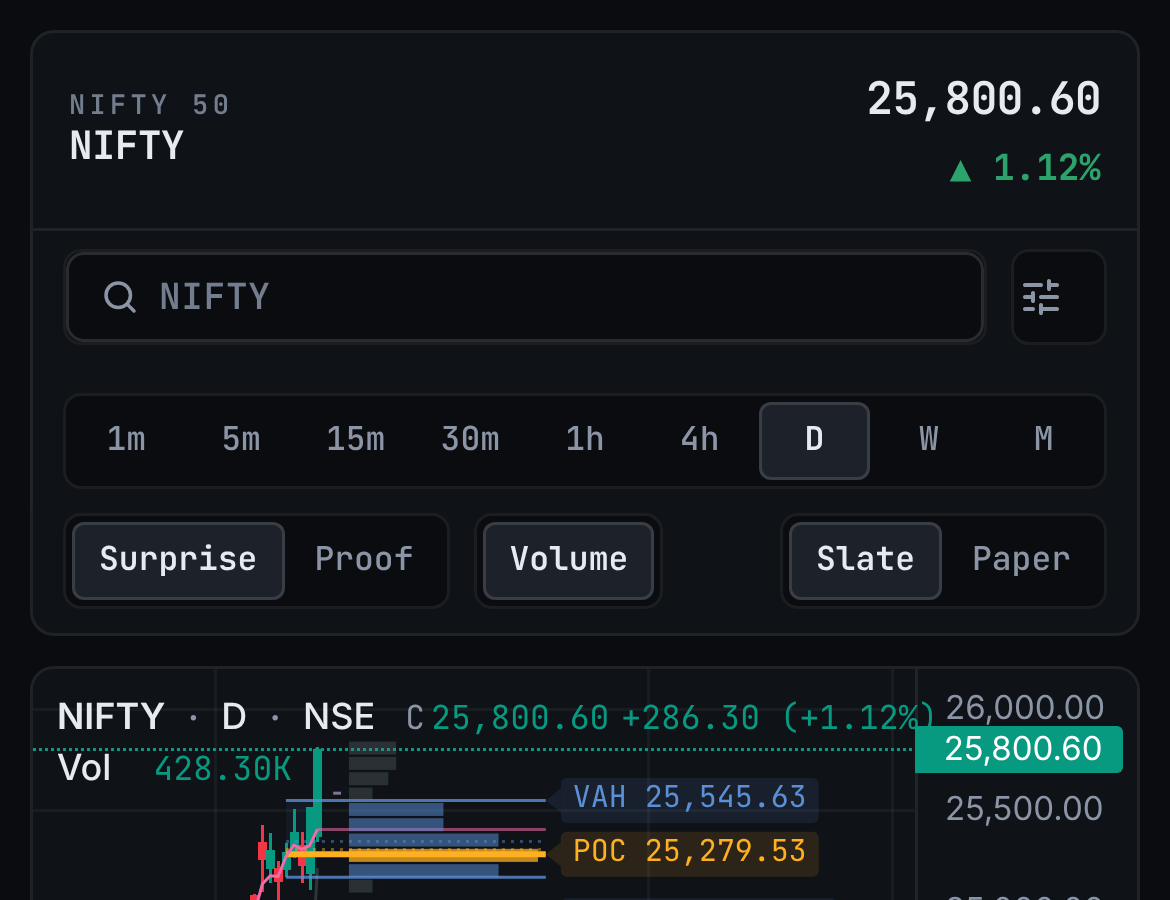 NIFTY 50
NIFTY
25,800.60
▲ 1.12%
NIFTY
1m 5m 15m 30m 1h 4h D W M
Surprise Proof Volume Slate Paper
NIFTY · D · NSE C25,800.60 +286.30 (+1.12%)
Vol 428.30K
26,000.00
25,800.60
25,500.00
VAH 25,545.63
POC 25,279.53